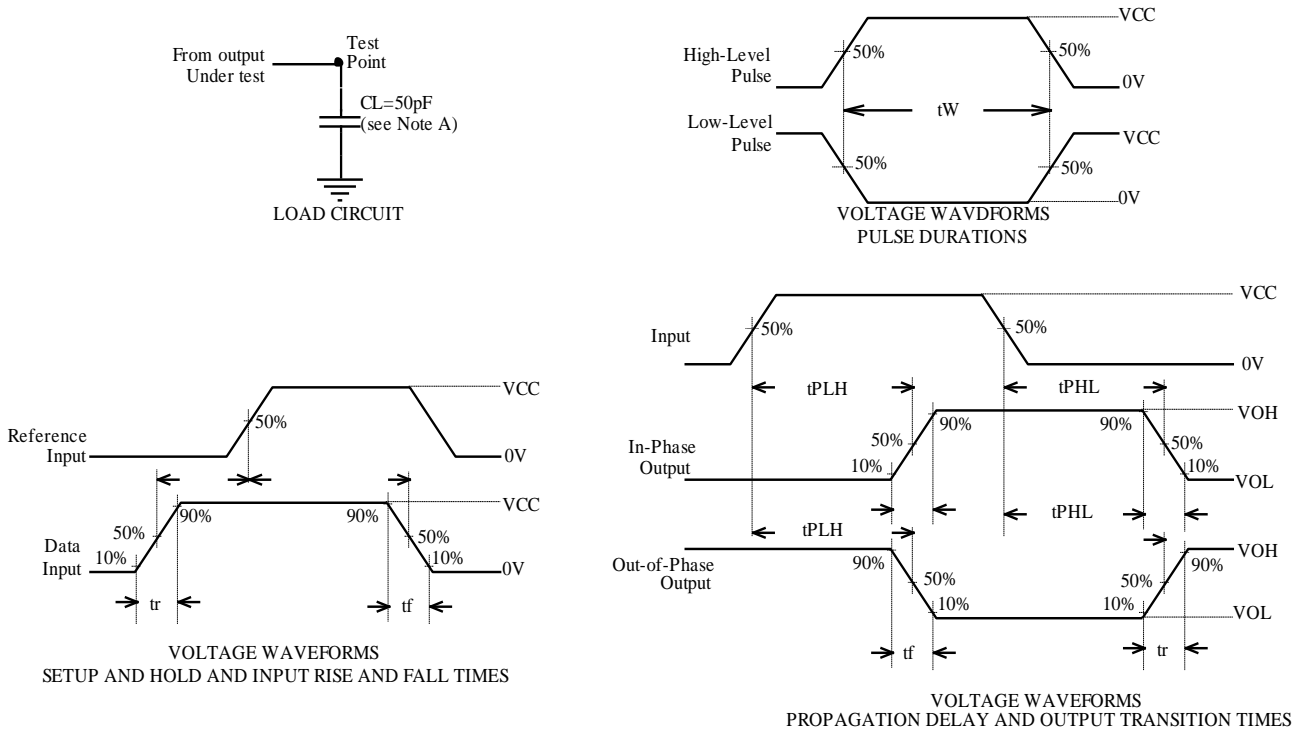 From output
Under test
Test
Point
CL=50pF
(see Note A)
LOAD CIRCUIT
High-Level
Pulse
50%
50%
VCC
0V
tW
Low-Level
Pulse
50%
50%
VCC
0V
VOLTAGE WAVDFORMS
PULSE DURATIONS
Reference
Input
50%
VCC
0V
Data
Input
10%
50%
90%
90%
50%
10%
VCC
0V
tr
tf
VOLTAGE WAVEFORMS
SETUP AND HOLD AND INPUT RISE AND FALL TIMES
Input
50%
50%
VCC
0V
tPLH
tPHL
In-Phase
Output
10%
50%
90%
90%
50%
10%
VOH
VOL
tPLH
tPHL
Out-of-Phase
Output
90%
50%
10%
10%
50%
90%
VOH
VOL
tf
tr
VOLTAGE WAVEFORMS
PROPAGATION DELAY AND OUTPUT TRANSITION TIMES